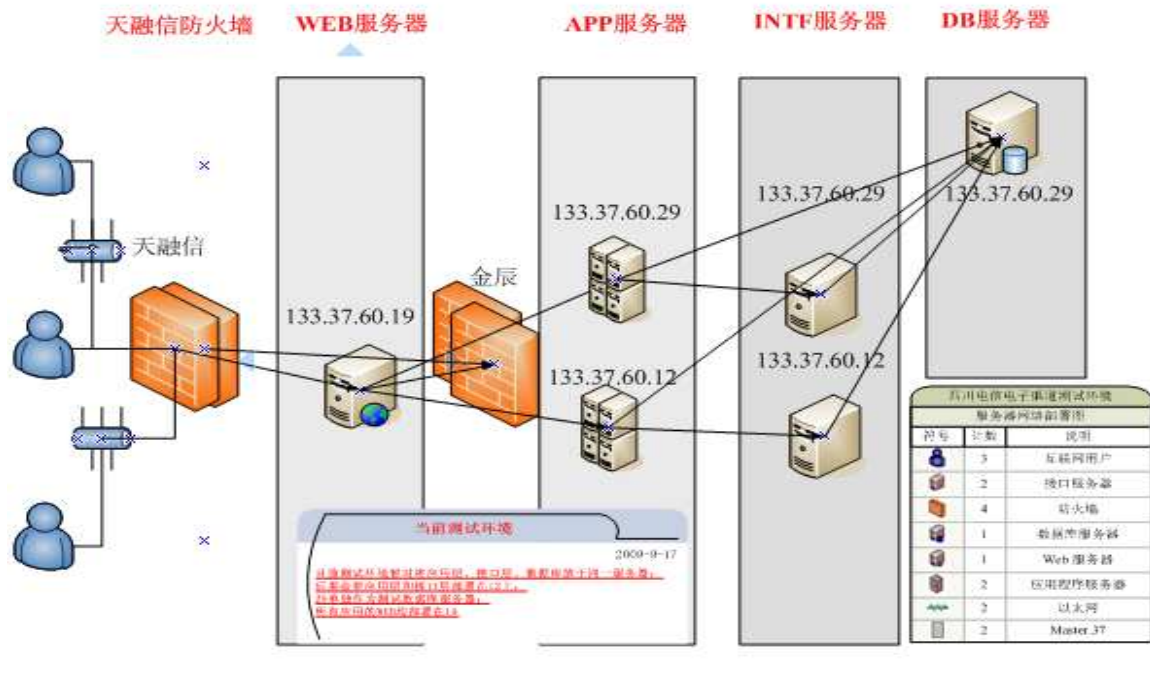 天融信防火墙
WEB服务器
APP服务器
INTF服务器
DB服务器
天融信
133.37.60.19
金辰
133.37.60.29
133.37.60.12
133.37.60.29
133.37.60.12
133.37.60.29
当前测试环境
2009-9-17
四川电信电子渠道测试环境
服务器网络部署图
符号 计数 说明
3 互联网用户
2 接口服务器
4 防火墙
1 数据库服务器
1 Web 服务器
2 应用程序服务器
2 以太网
2 Master.37